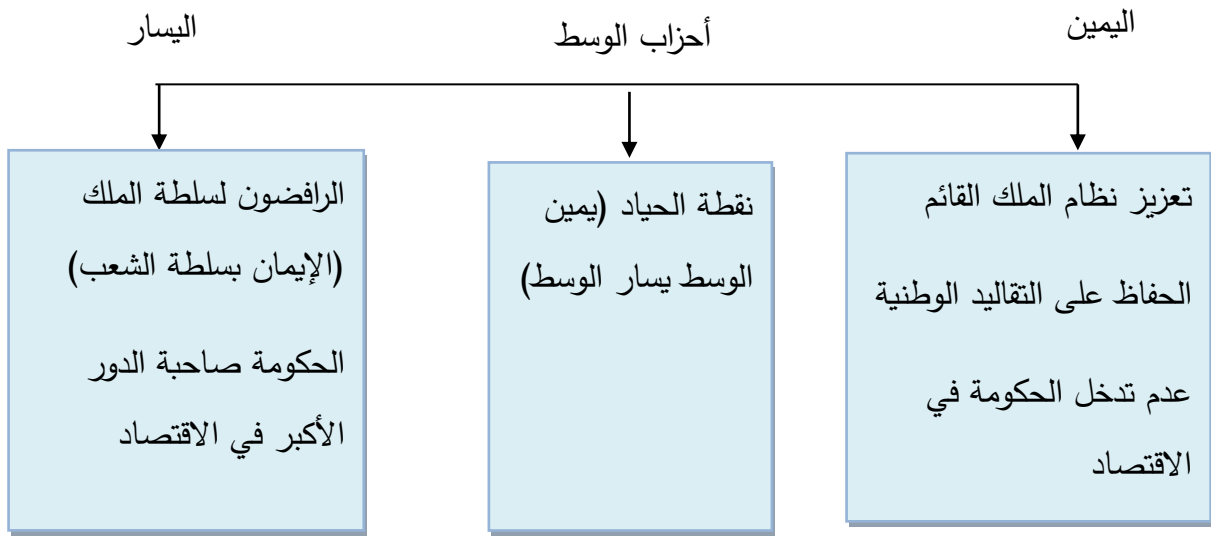 اليمين
أحزاب الوسط
اليسار
تعزيز نظام الملك القائم
الحفاظ على التقاليد الوطنية
عدم تدخل الحكومة في
الاقتصاد
نقطة الحياد (يمين
الوسط يسار الوسط)
الرافضون لسلطة الملك
(الإيمان بسلطة الشعب)
الحكومة صاحبة الدور
الأكبر في الاقتصاد